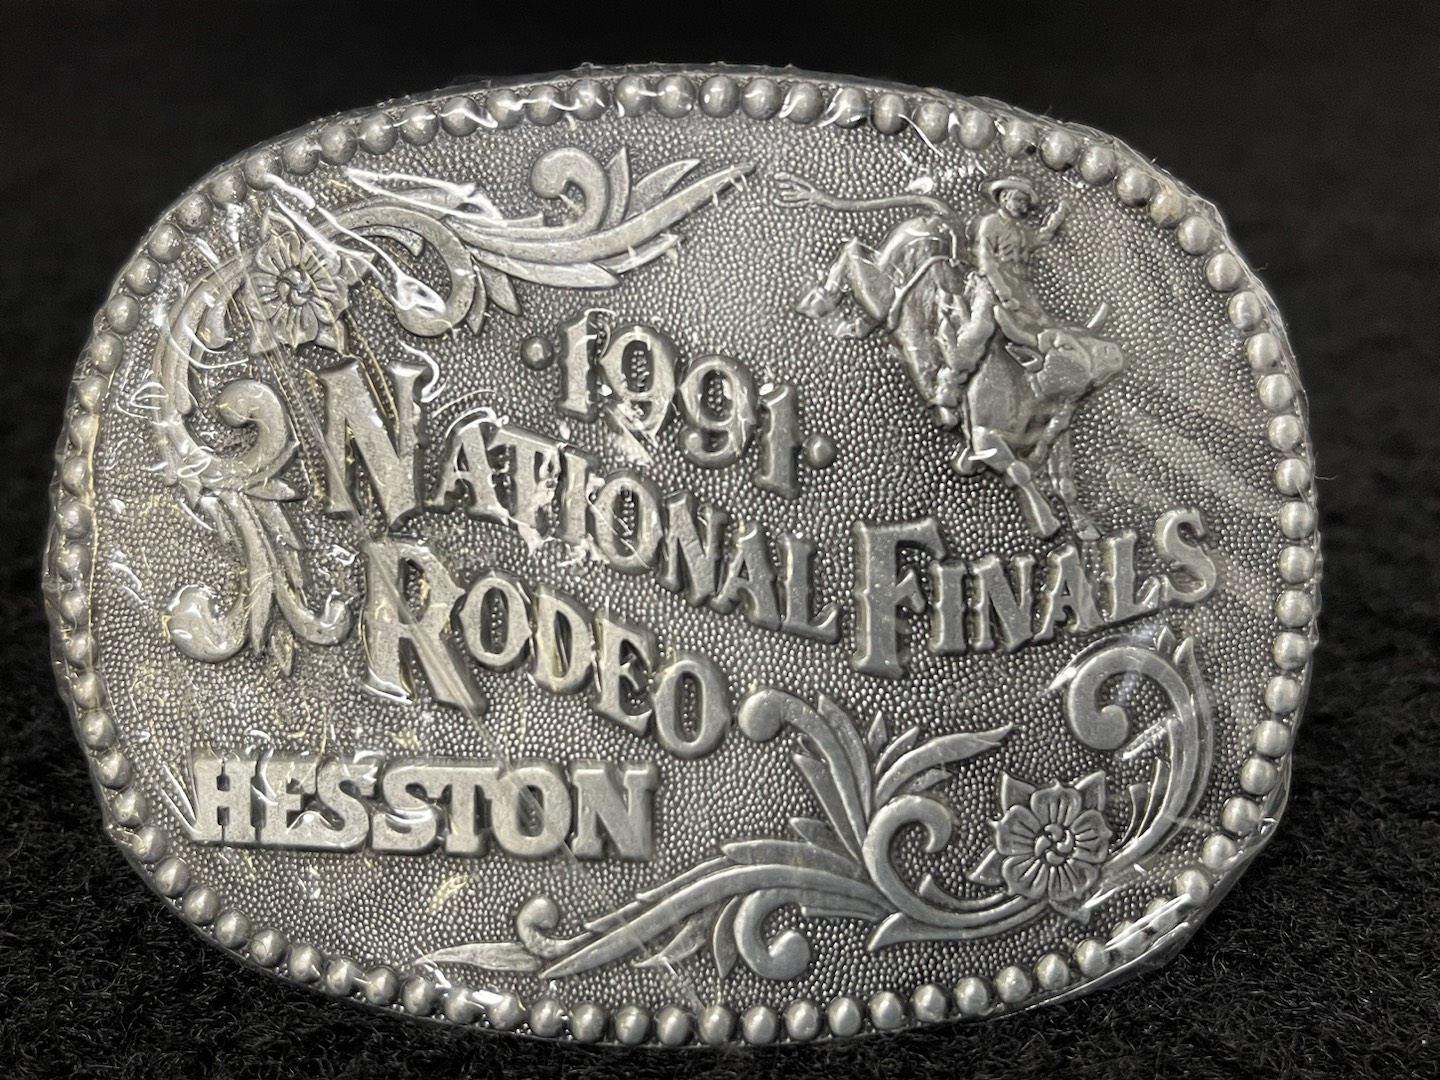 ·1991·
NATIONAL FINALS
RODEO
HESSTON